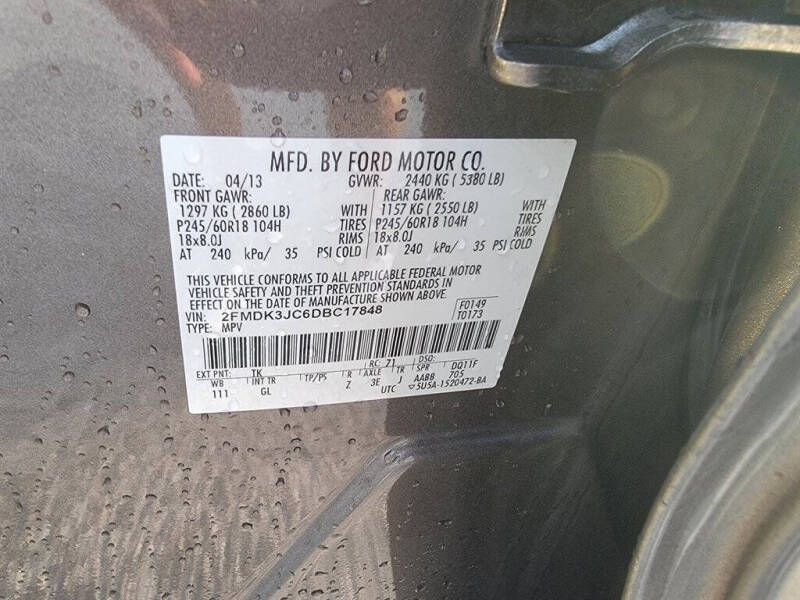 MFD. BY FORD MOTOR CO.
DATE: 04/13 GVWR: 2440 KG ( 5380 LB)
FRONT GAWR: REAR GAWR:
1297 KG ( 2860 LB) WITH 1157 KG ( 2550 LB) WITH
P245/60R18 104H TIRES P245/60R18 104H TIRES
18x8.0J RIMS 18x8.0J RIMS
AT 240 kPa/ 35 PSI COLD AT 240 kPa/ 35 PSI COLD
THIS VEHICLE CONFORMS TO ALL APPLICABLE FEDERAL MOTOR
VEHICLE SAFETY AND THEFT PREVENTION STANDARDS IN
EFFECT ON THE DATE OF MANUFACTURE SHOWN ABOVE.
VIN: 2FMDK3JC6DBC17848 F0149
TYPE: MPV T0173
EXT PNT: TK RC: 71 DSO:
WB INT TR TP/PS R AXLE TR SPR DQ11F
111 GL Z 3E J AABB 705
UTC ▽5U5A-1520472-BA